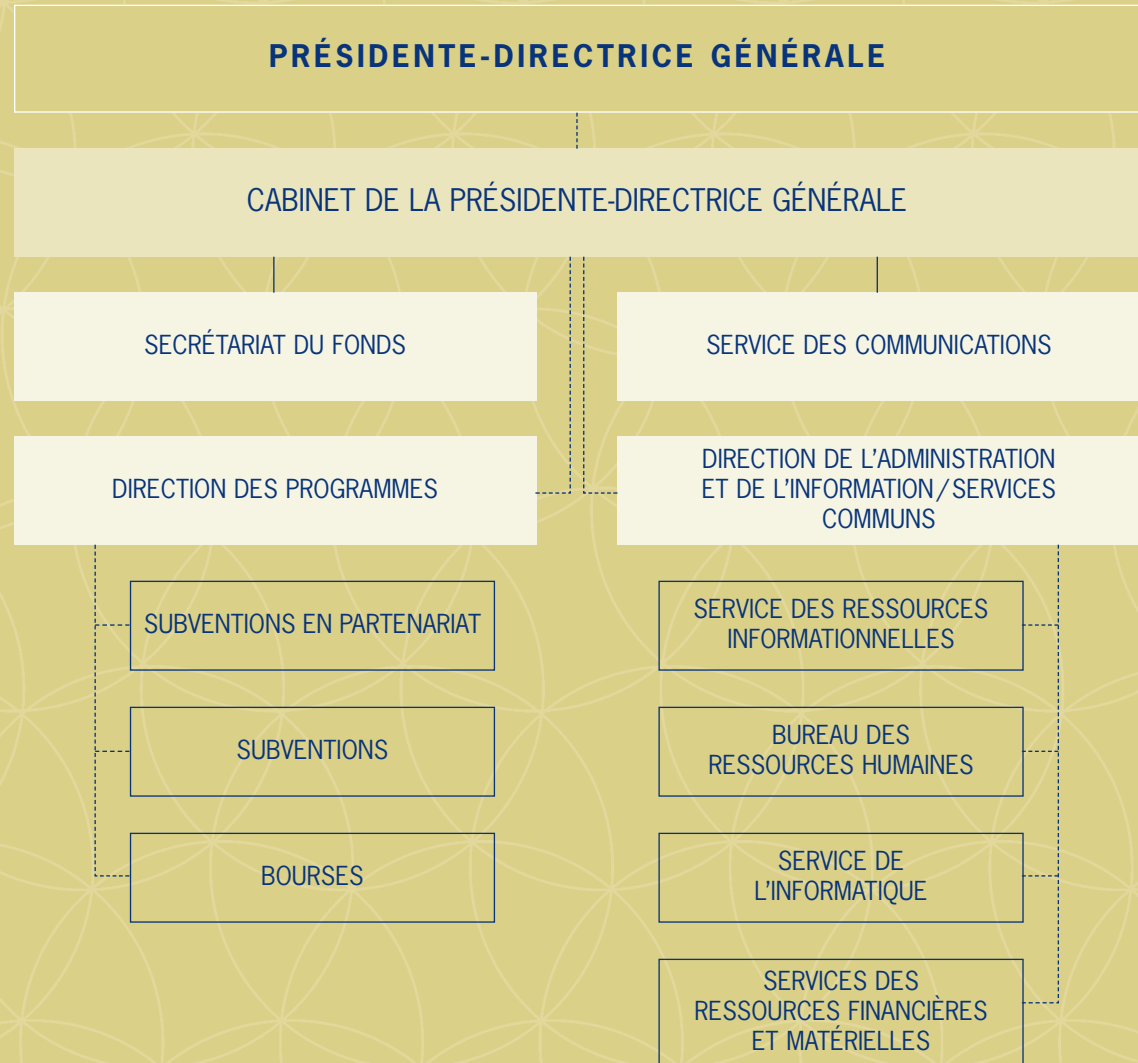 PRÉSIDENTE-DIRECTRICE GÉNÉRALE
CABINET DE LA PRÉSIDENTE-DIRECTRICE GÉNÉRALE
SECRÉTARIAT DU FONDS
SERVICE DES COMMUNICATIONS
DIRECTION DES PROGRAMMES
DIRECTION DE L'ADMINISTRATION
ET DE L'INFORMATION/SERVICES
COMMUNS
SUBVENTIONS EN PARTENARIAT
SUBVENTIONS
BOURSES
SERVICE DES RESSOURCES
INFORMATIONNELLES
BUREAU DES
RESSOURCES HUMAINES
SERVICE DE
L'INFORMATIQUE
SERVICES DES
RESSOURCES FINANCIÈRES
ET MATÉRIELLES